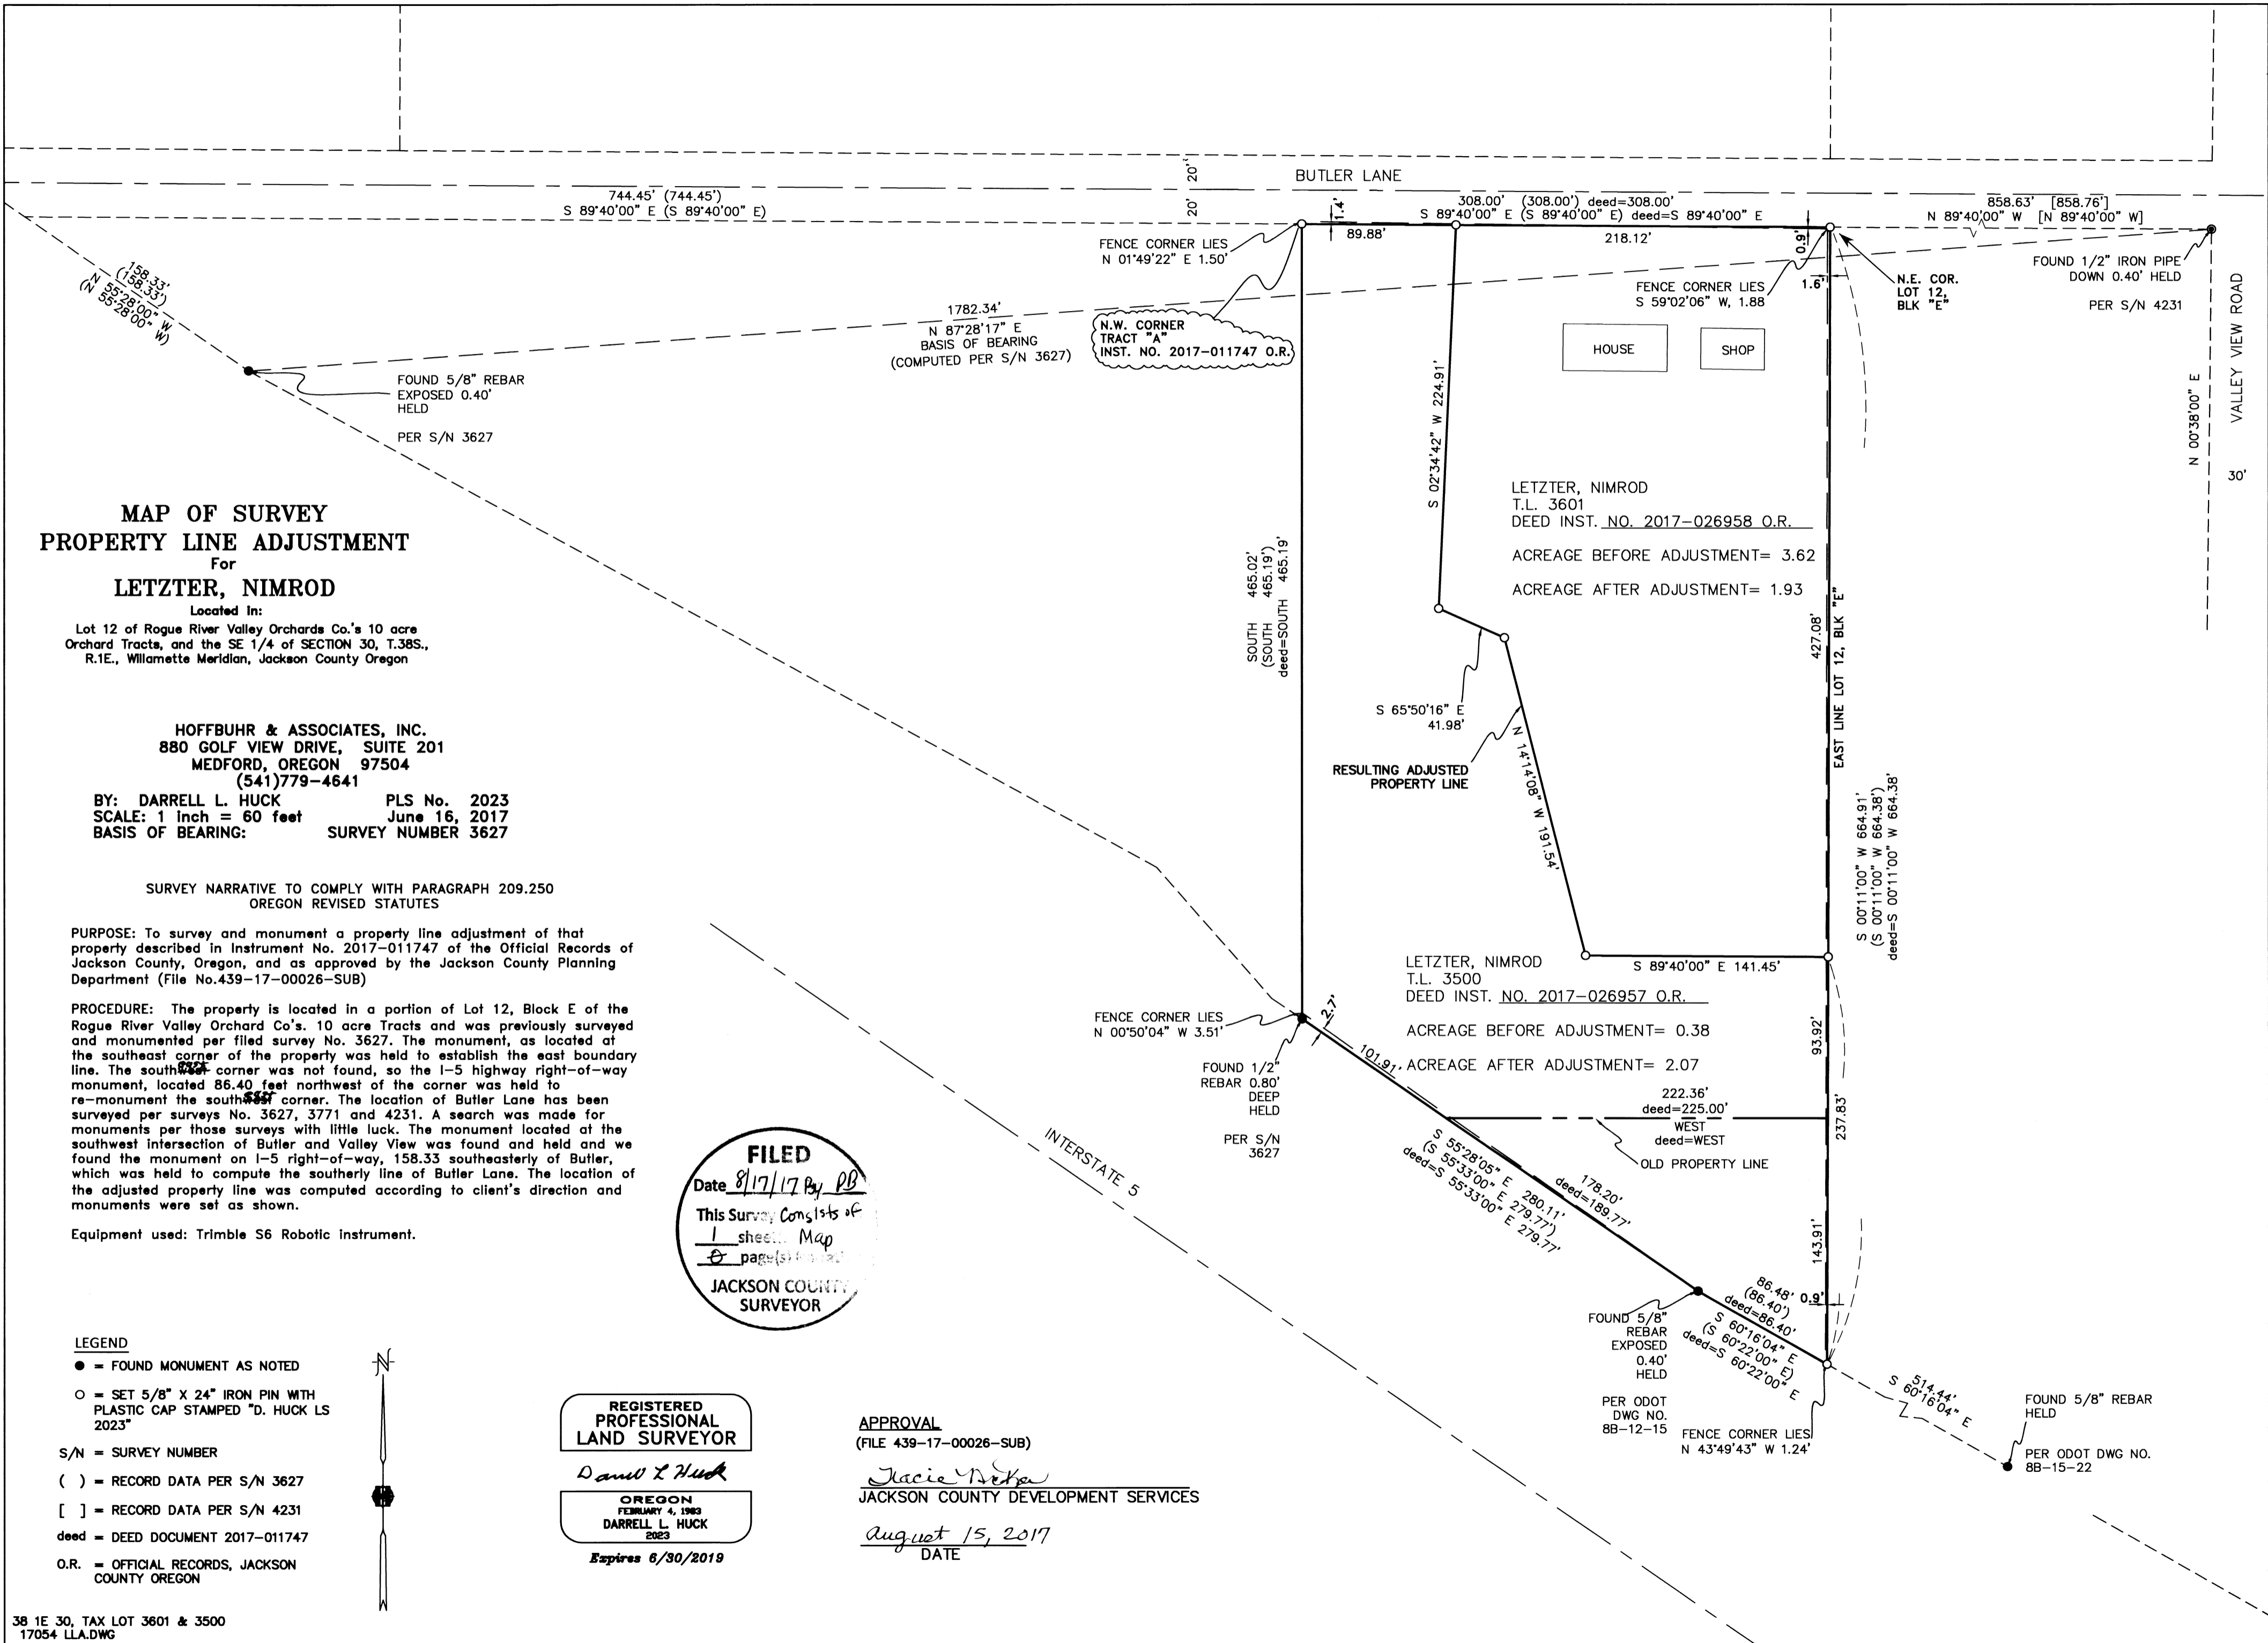 BUTLER LANE
20'
20'
744.45' (744.45')
S 89°40'00" E (S 89°40'00" E)
308.00' (308.00') deed=308.00'
S 89°40'00" E (S 89°40'00" E) deed=S 89°40'00" E
858.63' [858.76']
N 89°40'00" W [N 89°40'00" W]
1.4'
89.88'
218.12'
0.9'
1.6'
FENCE CORNER LIES
N 01°49'22" E 1.50'
FENCE CORNER LIES
S 59°02'06" W, 1.88
N.E. COR.
LOT 12,
BLK "E"
FOUND 1/2" IRON PIPE
DOWN 0.40' HELD
PER S/N 4231
VALLEY VIEW ROAD
30'
N 00°38'00" E
158.33'
(158.33')
N 55°28'00" W
(N 55°28'00" W)
1782.34'
N 87°28'17" E
BASIS OF BEARING
(COMPUTED PER S/N 3627)
N.W. CORNER
TRACT "A"
INST. NO. 2017-011747 O.R.
HOUSE
SHOP
FOUND 5/8" REBAR
EXPOSED 0.40'
HELD
PER S/N 3627
S 02°34'42" W 224.91'
LETZTER, NIMROD
T.L. 3601
DEED INST. NO. 2017-026958 O.R.
ACREAGE BEFORE ADJUSTMENT= 3.62
ACREAGE AFTER ADJUSTMENT= 1.93
SOUTH 465.02'
(SOUTH 465.19')
deed=SOUTH 465.19'
427.08'
EAST LINE LOT 12, BLK "E"
S 65°50'16" E
41.98'
RESULTING ADJUSTED
PROPERTY LINE
N 14°14'08" W 191.54'
S 00°11'00" W 664.91'
(S 00°11'00" W 664.38')
deed=S 00°11'00" W 664.38'
S 89°40'00" E 141.45'
LETZTER, NIMROD
T.L. 3500
DEED INST. NO. 2017-026957 O.R.
ACREAGE BEFORE ADJUSTMENT= 0.38
ACREAGE AFTER ADJUSTMENT= 2.07
93.92'
237.83'
143.91'
222.36'
deed=225.00'
WEST
deed=WEST
OLD PROPERTY LINE
FENCE CORNER LIES
N 00°50'04" W 3.51'
2.7'
101.91'
FOUND 1/2"
REBAR 0.80'
DEEP
HELD
PER S/N
3627
S 55°28'05" E 280.11'
(S 55°33'00" E 279.77')
deed=S 55°33'00" E 279.77'
178.20'
deed=189.77'
INTERSTATE 5
86.48'
(86.40')
deed=86.40'
0.9'
S 60°16'04" E
(S 60°22'00" E)
deed=S 60°22'00" E
FOUND 5/8"
REBAR
EXPOSED
0.40'
HELD
PER ODOT
DWG NO.
8B-12-15
FENCE CORNER LIES
N 43°49'43" W 1.24'
514.44'
S 60°16'04" E
FOUND 5/8" REBAR
HELD
PER ODOT DWG NO.
8B-15-22
MAP OF SURVEY
PROPERTY LINE ADJUSTMENT
For
LETZTER, NIMROD
Located In:
Lot 12 of Rogue River Valley Orchards Co.'s 10 acre
Orchard Tracts, and the SE 1/4 of SECTION 30, T.38S.,
R.1E., Willamette Meridian, Jackson County Oregon
HOFFBUHR & ASSOCIATES, INC.
880 GOLF VIEW DRIVE, SUITE 201
MEDFORD, OREGON 97504
(541)779-4641
BY: DARRELL L. HUCK PLS No. 2023
SCALE: 1 inch = 60 feet June 16, 2017
BASIS OF BEARING: SURVEY NUMBER 3627
SURVEY NARRATIVE TO COMPLY WITH PARAGRAPH 209.250
OREGON REVISED STATUTES
PURPOSE: To survey and monument a property line adjustment of that
property described in Instrument No. 2017-011747 of the Official Records of
Jackson County, Oregon, and as approved by the Jackson County Planning
Department (File No.439-17-00026-SUB)
PROCEDURE: The property is located in a portion of Lot 12, Block E of the
Rogue River Valley Orchard Co's. 10 acre Tracts and was previously surveyed
and monumented per filed survey No. 3627. The monument, as located at
the southeast corner of the property was held to establish the east boundary
line. The south corner was not found, so the I-5 highway right-of-way
monument, located 86.40 feet northwest of the corner was held to
re-monument the south corner. The location of Butler Lane has been
surveyed per surveys No. 3627, 3771 and 4231. A search was made for
monuments per those surveys with little luck. The monument located at the
southwest intersection of Butler and Valley View was found and held and we
found the monument on I-5 right-of-way, 158.33 southeasterly of Butler,
which was held to compute the southerly line of Butler Lane. The location of
the adjusted property line was computed according to client's direction and
monuments were set as shown.
Equipment used: Trimble S6 Robotic instrument.
FILED
Date 8/17/17 By PB
This Survey Consists of
1 sheet Map
0 page(s)
JACKSON COUNTY
SURVEYOR
LEGEND
● = FOUND MONUMENT AS NOTED
○ = SET 5/8" X 24" IRON PIN WITH
PLASTIC CAP STAMPED "D. HUCK LS
2023"
S/N = SURVEY NUMBER
( ) = RECORD DATA PER S/N 3627
[ ] = RECORD DATA PER S/N 4231
deed = DEED DOCUMENT 2017-011747
O.R. = OFFICIAL RECORDS, JACKSON
COUNTY OREGON
N
REGISTERED
PROFESSIONAL
LAND SURVEYOR
Darrell L Huck
OREGON
FEBRUARY 4, 1983
DARRELL L. HUCK
2023
Expires 6/30/2019
APPROVAL
(FILE 439-17-00026-SUB)
JACKSON COUNTY DEVELOPMENT SERVICES
August 15, 2017
DATE
38 1E 30, TAX LOT 3601 & 3500
17054 LLA.DWG